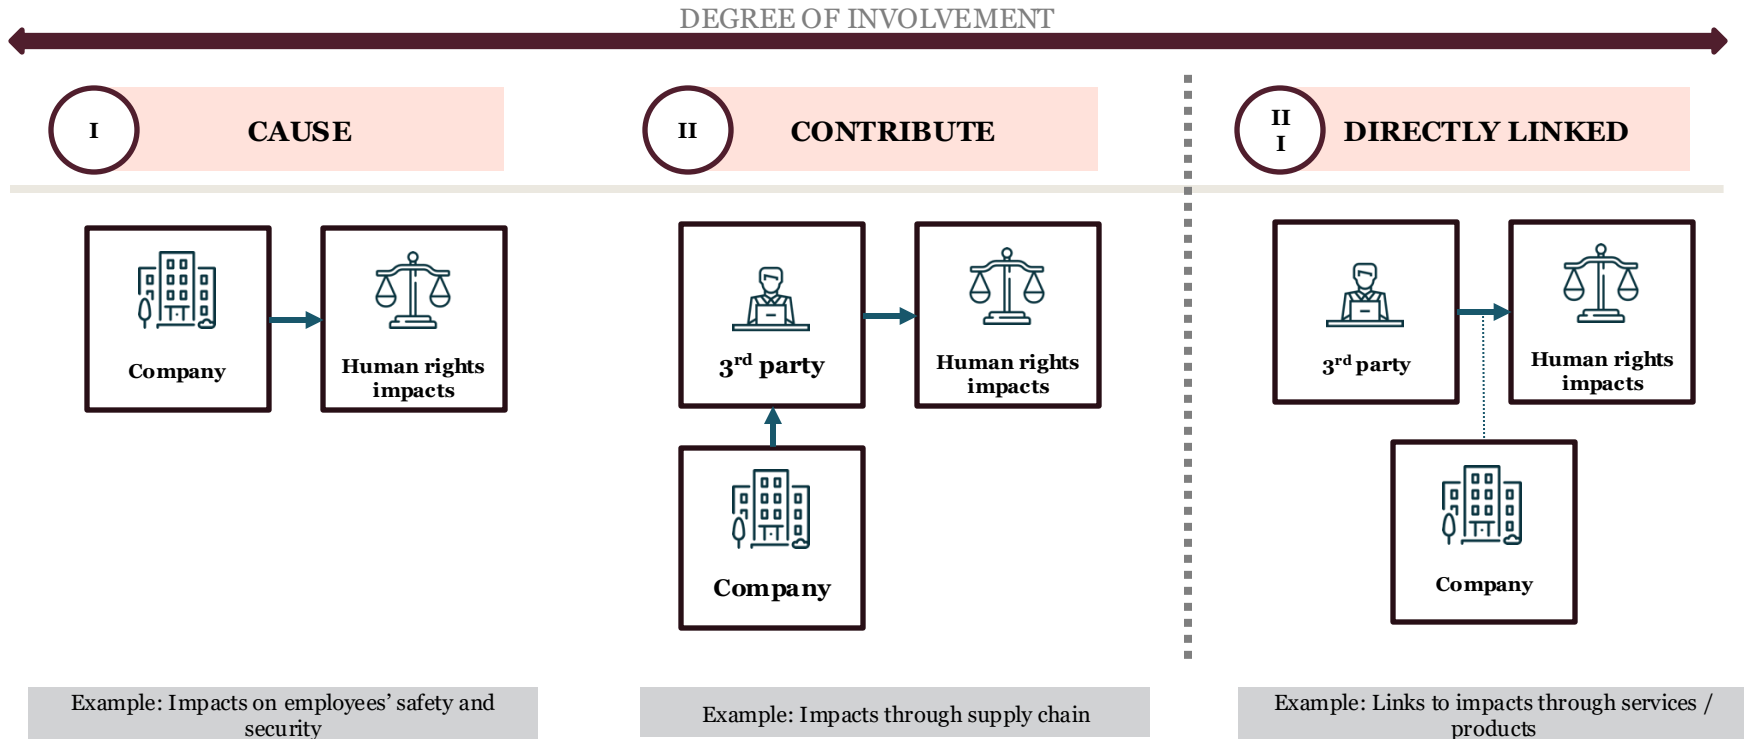 DEGREE OF INVOLVEMENT
I
CAUSE
II
CONTRIBUTE
II
I
DIRECTLY LINKED
Company
Human rights
impacts
3rd party
Human rights
impacts
Company
3rd party
Human rights
impacts
Company
Example: Impacts on employees’ safety and
security
Example: Impacts through supply chain
Example: Links to impacts through services /
products